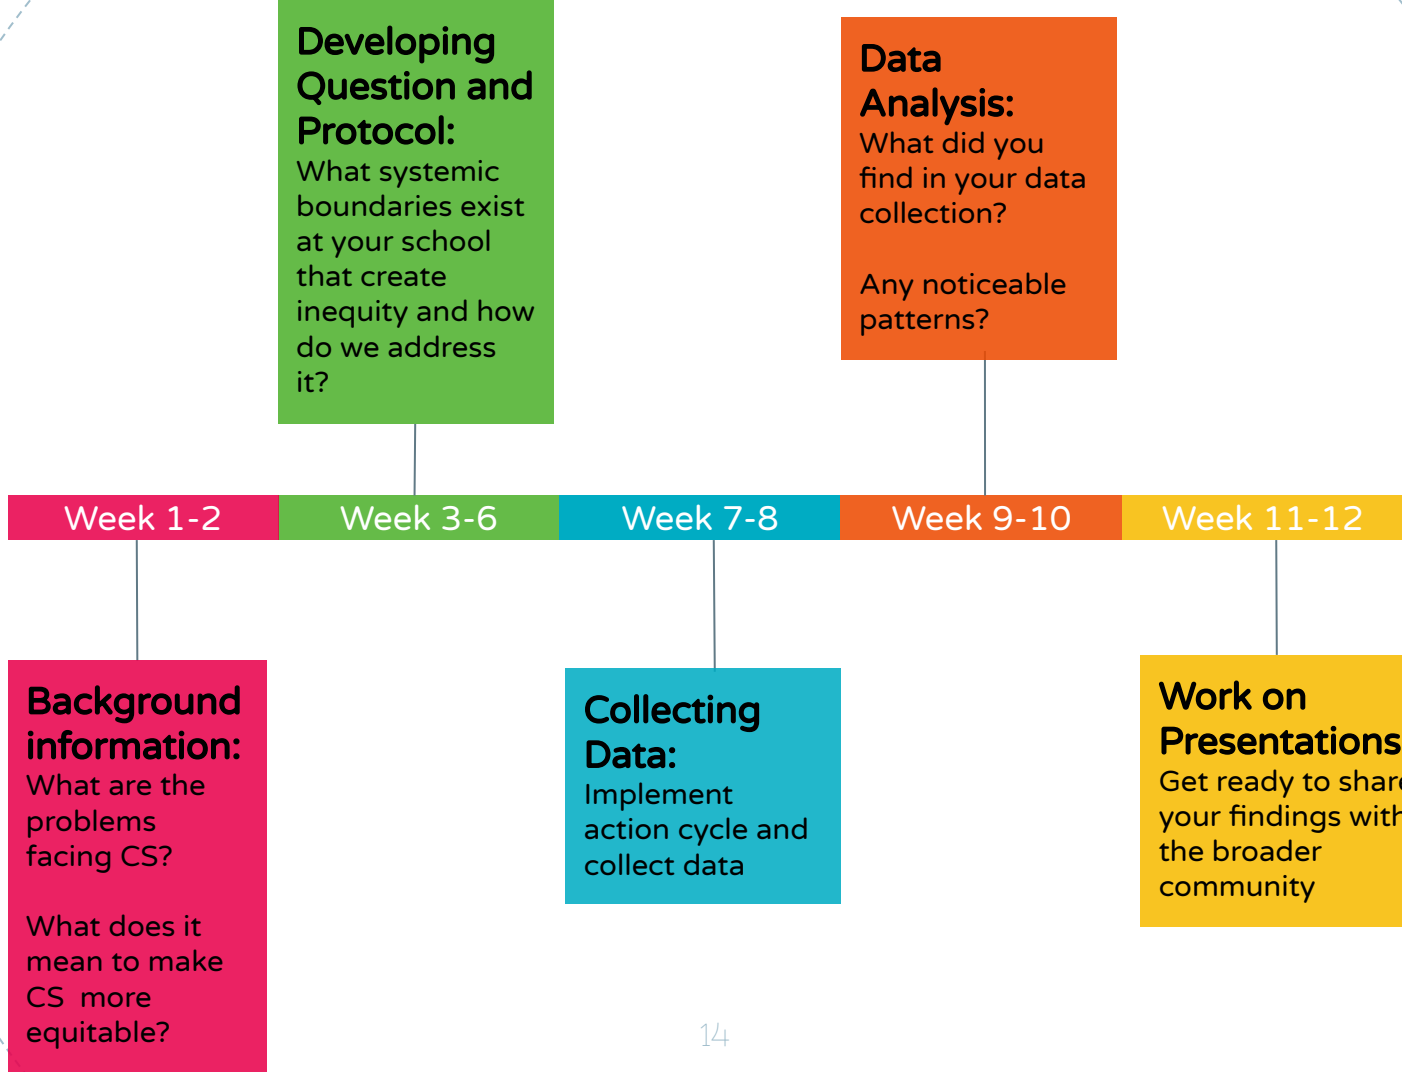 Developing
Question and
Protocol:
What systemic
boundaries exist
at your school
that create
inequity and how
do we address
it?
Data
Analysis:
What did you
find in your data
collection?
Any noticeable
patterns?
Week 1-2
Week 3-6
Week 7-8
Week 9-10
Week 11-12
Background
information:
What are the
problems
facing CS?
What does it
mean to make
CS  more
equitable?
Collecting
Data:
Implement
action cycle and
collect data
Work on
Presentations
Get ready to share
your findings with
the broader
community
14